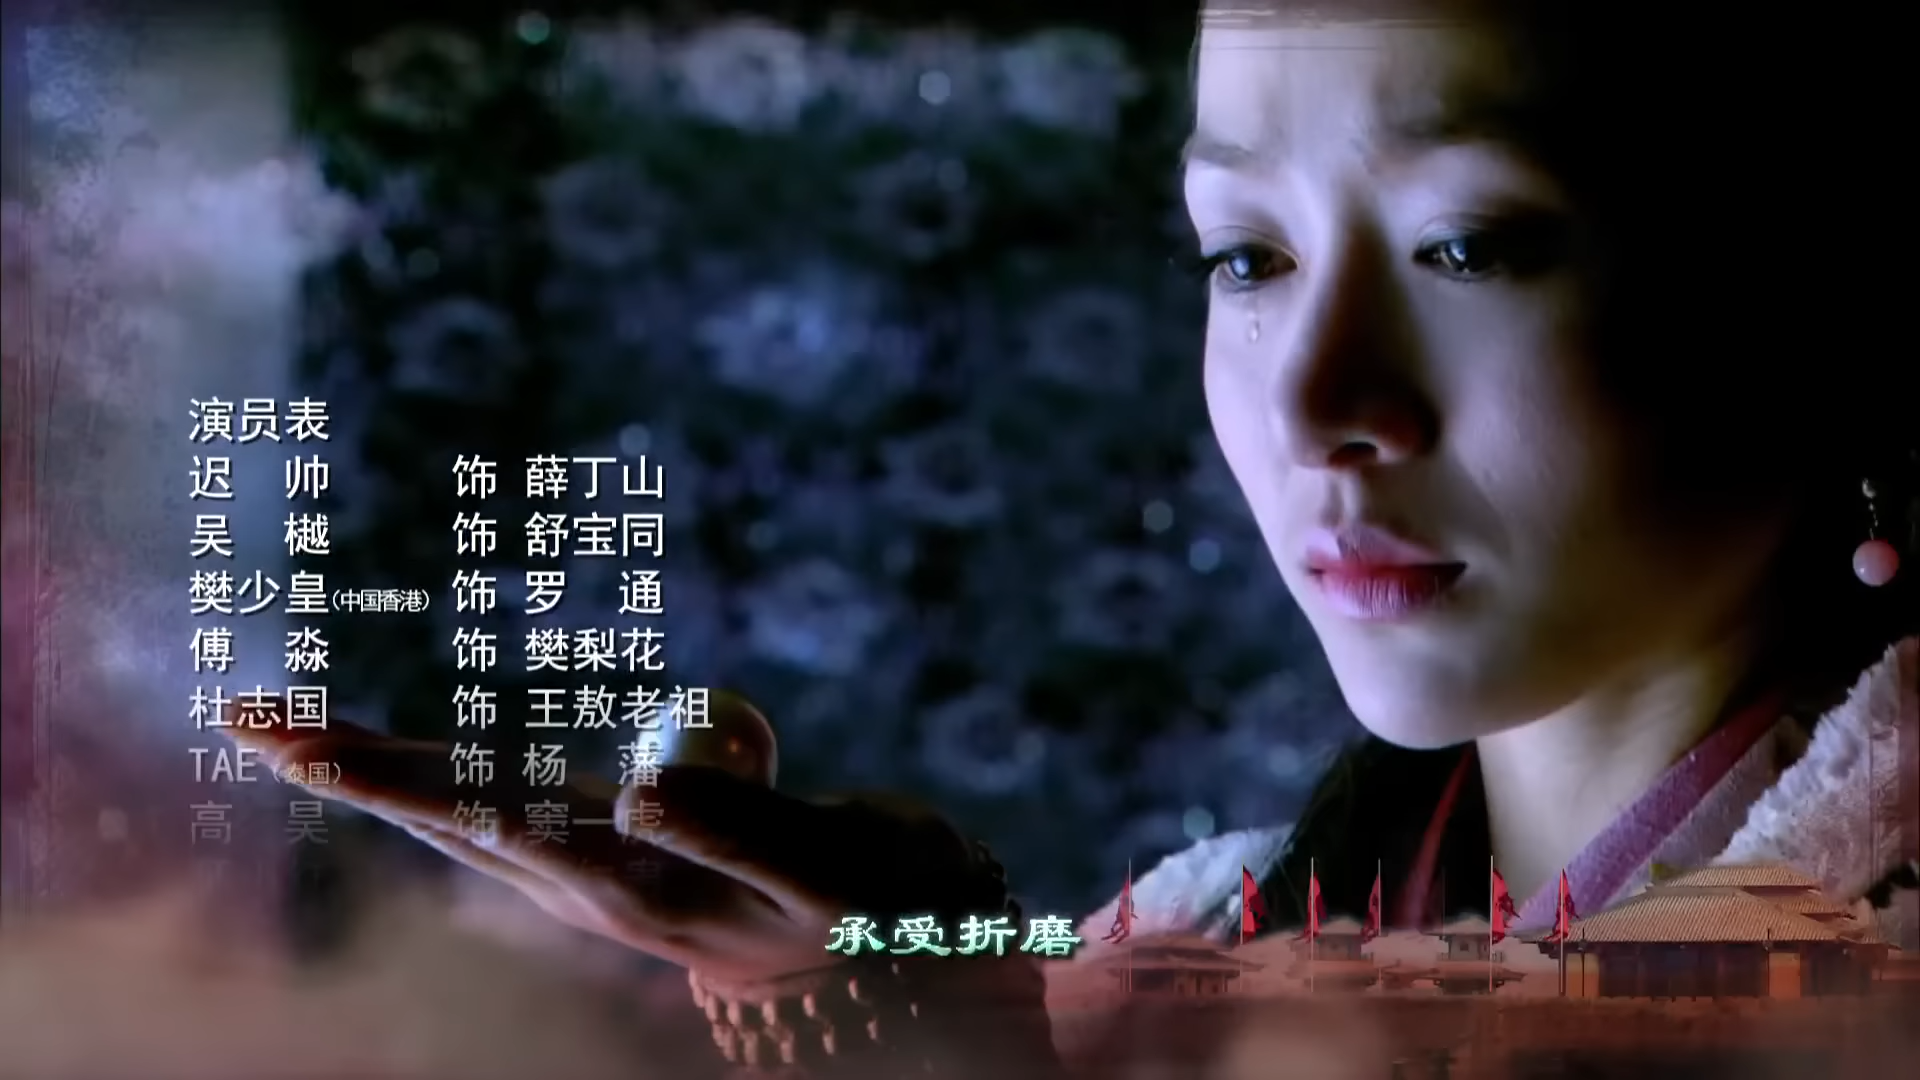 演员表
迟 帅 饰 薛丁山
吴 樾 饰 舒宝同
樊少皇(中国香港) 饰 罗 通
傅 淼 饰 樊梨花
杜志国 饰 王敖老祖
TAE(泰国) 饰 杨 藩
高 昊 饰 窦一虎
承受折磨